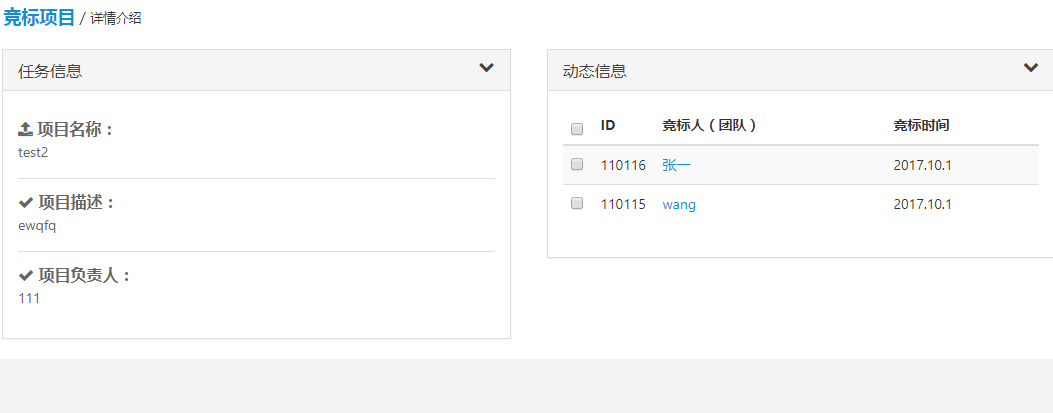 竞标项目 / 详情介绍
任务信息
项目名称：
test2
项目描述：
ewqfq
项目负责人：
111
动态信息
ID 竞标人（团队） 竞标时间
110116 张一 2017.10.1
110115 wang 2017.10.1